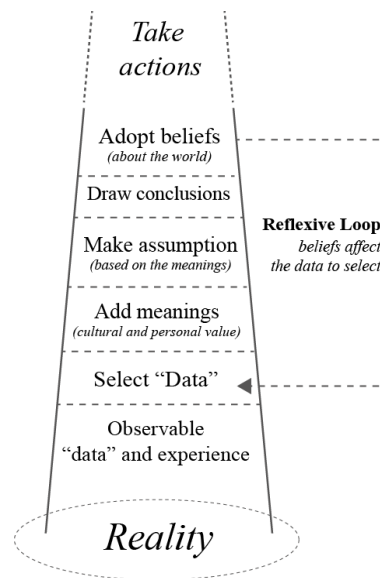 Take
actions
Adopt beliefs
(about the world)
Draw conclusions
Reflexive Loop
beliefs affect
the data to select
Make assumption
(based on the meanings)
Add meanings
(cultural and personal value)
Select “Data”
Observable
“data” and experience
Reality